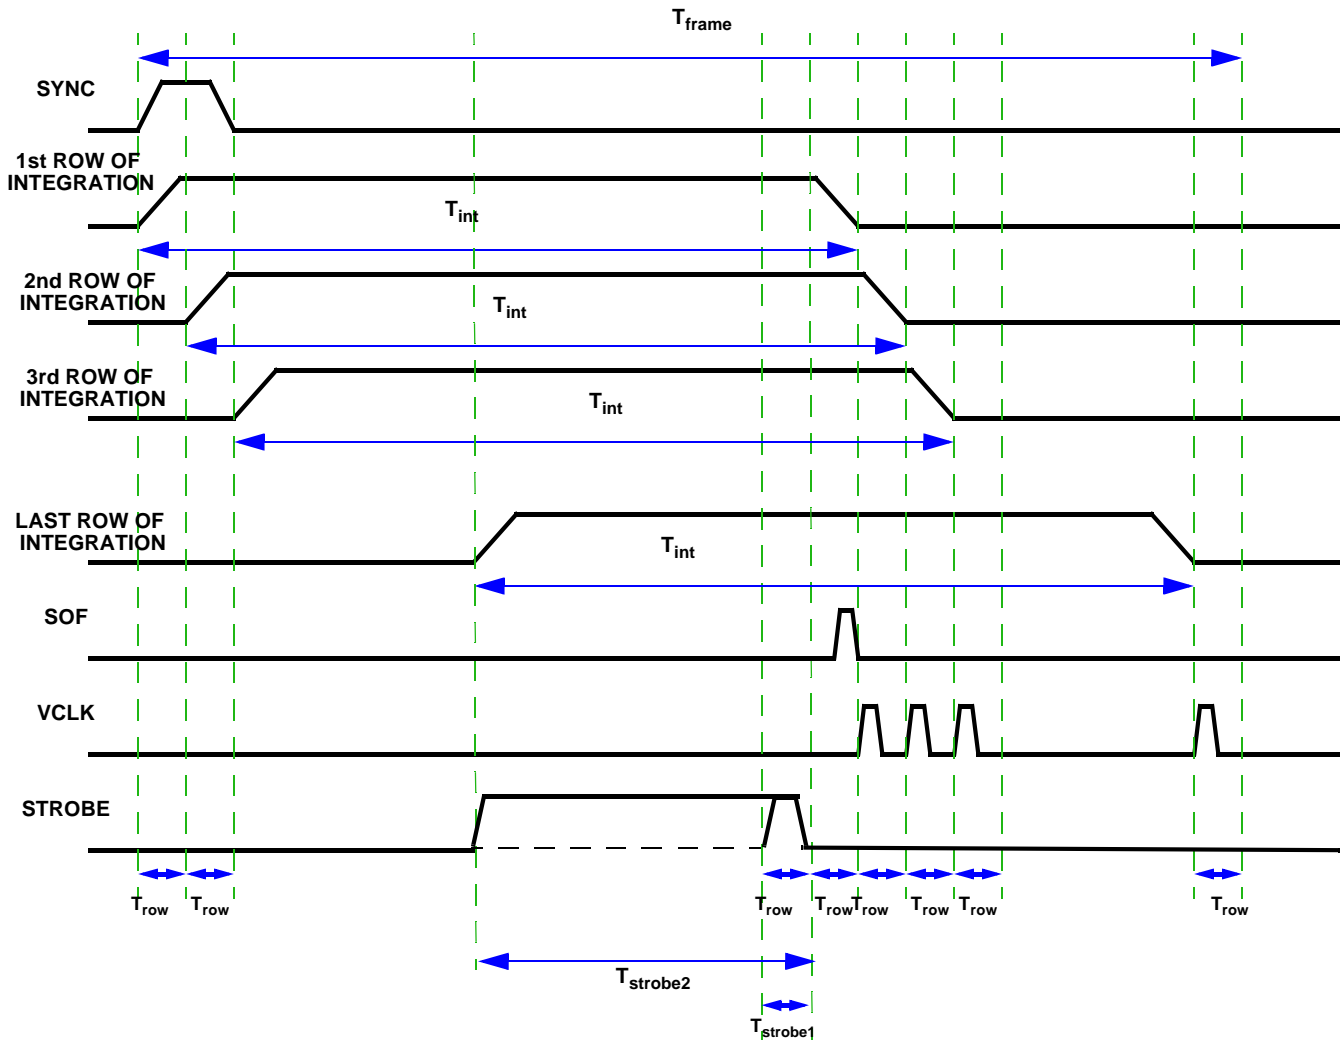 Tframe
SYNC
1st ROW OF
INTEGRATION
Tint
2nd ROW OF
INTEGRATION
Tint
3rd ROW OF
INTEGRATION
Tint
LAST ROW OF
INTEGRATION
Tint
SOF
VCLK
STROBE
Trow Trow Trow Trow Trow Trow Trow Trow
Tstrobe2
Tstrobe1